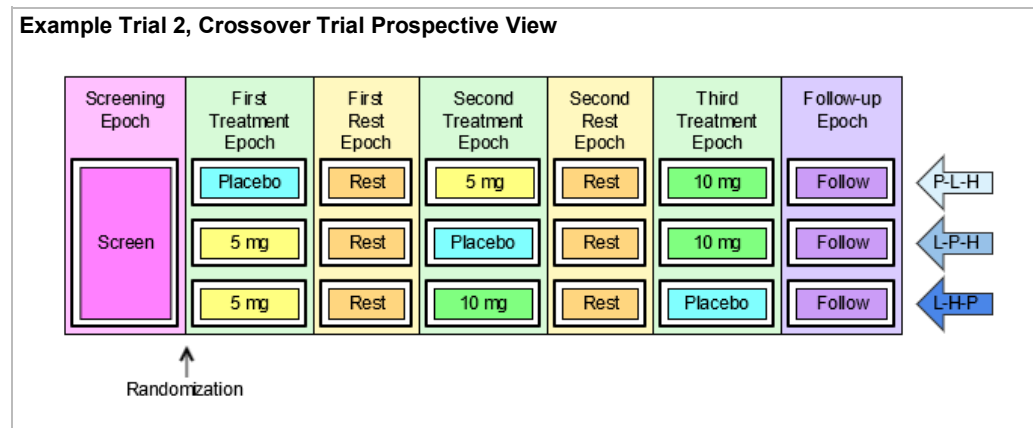 Example Trial 2, Crossover Trial Prospective View
Screening
Epoch
First
Treatment
Epoch
First
Rest
Epoch
Second
Treatment
Epoch
Second
Rest
Epoch
Third
Treatment
Epoch
Follow-up
Epoch
Screen
Placebo
Rest
5 mg
Rest
10 mg
Follow
P-L-H
5 mg
Rest
Placebo
Rest
10 mg
Follow
L-P-H
5 mg
Rest
10 mg
Rest
Placebo
Follow
L-H-P
Randomization